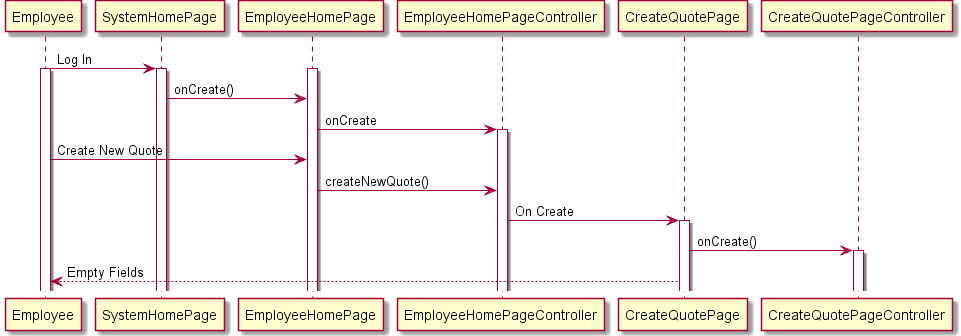 Employee SystemHomePage EmployeeHomePage EmployeeHomePageController CreateQuotePage CreateQuotePageController
Log In
onCreate()
onCreate
Create New Quote
createNewQuote()
On Create
onCreate()
Empty Fields
Employee SystemHomePage EmployeeHomePage EmployeeHomePageController CreateQuotePage CreateQuotePageController